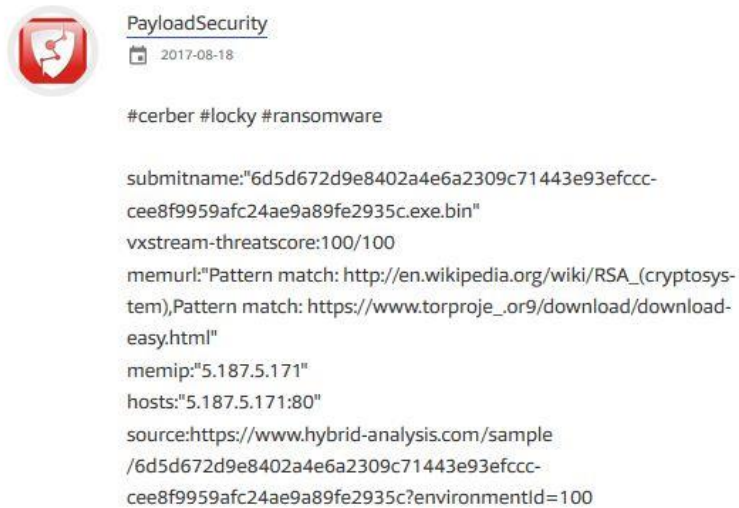 PayloadSecurity
2017-08-18
#cerber #locky #ransomware
submitname:"6d5d672d9e8402a4e6a2309c71443e93efccc-
cee8f9959afc24ae9a89fe2935c.exe.bin"
vxstream-threatscore:100/100
memurl:"Pattern match: http://en.wikipedia.org/wiki/RSA_(cryptosys-
tem),Pattern match: https://www.torproje_.or9/download/download-
easy.html"
memip:"5.187.5.171"
hosts:"5.187.5.171:80"
source:https://www.hybrid-analysis.com/sample
/6d5d672d9e8402a4e6a2309c71443e93efccc-
cee8f9959afc24ae9a89fe2935c?environmentId=100